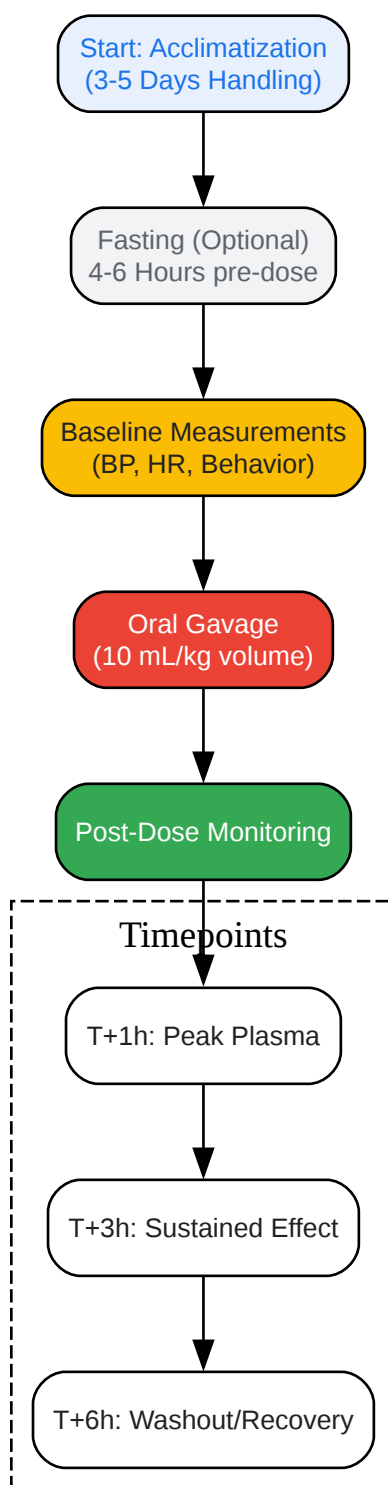 Start: Acclimatization
(3-5 Days Handling)
Fasting (Optional)
4-6 Hours pre-dose
Baseline Measurements
(BP, HR, Behavior)
Oral Gavage
(10 mL/kg volume)
Post-Dose Monitoring
Timepoints
T+1h: Peak Plasma
T+3h: Sustained Effect
T+6h: Washout/Recovery